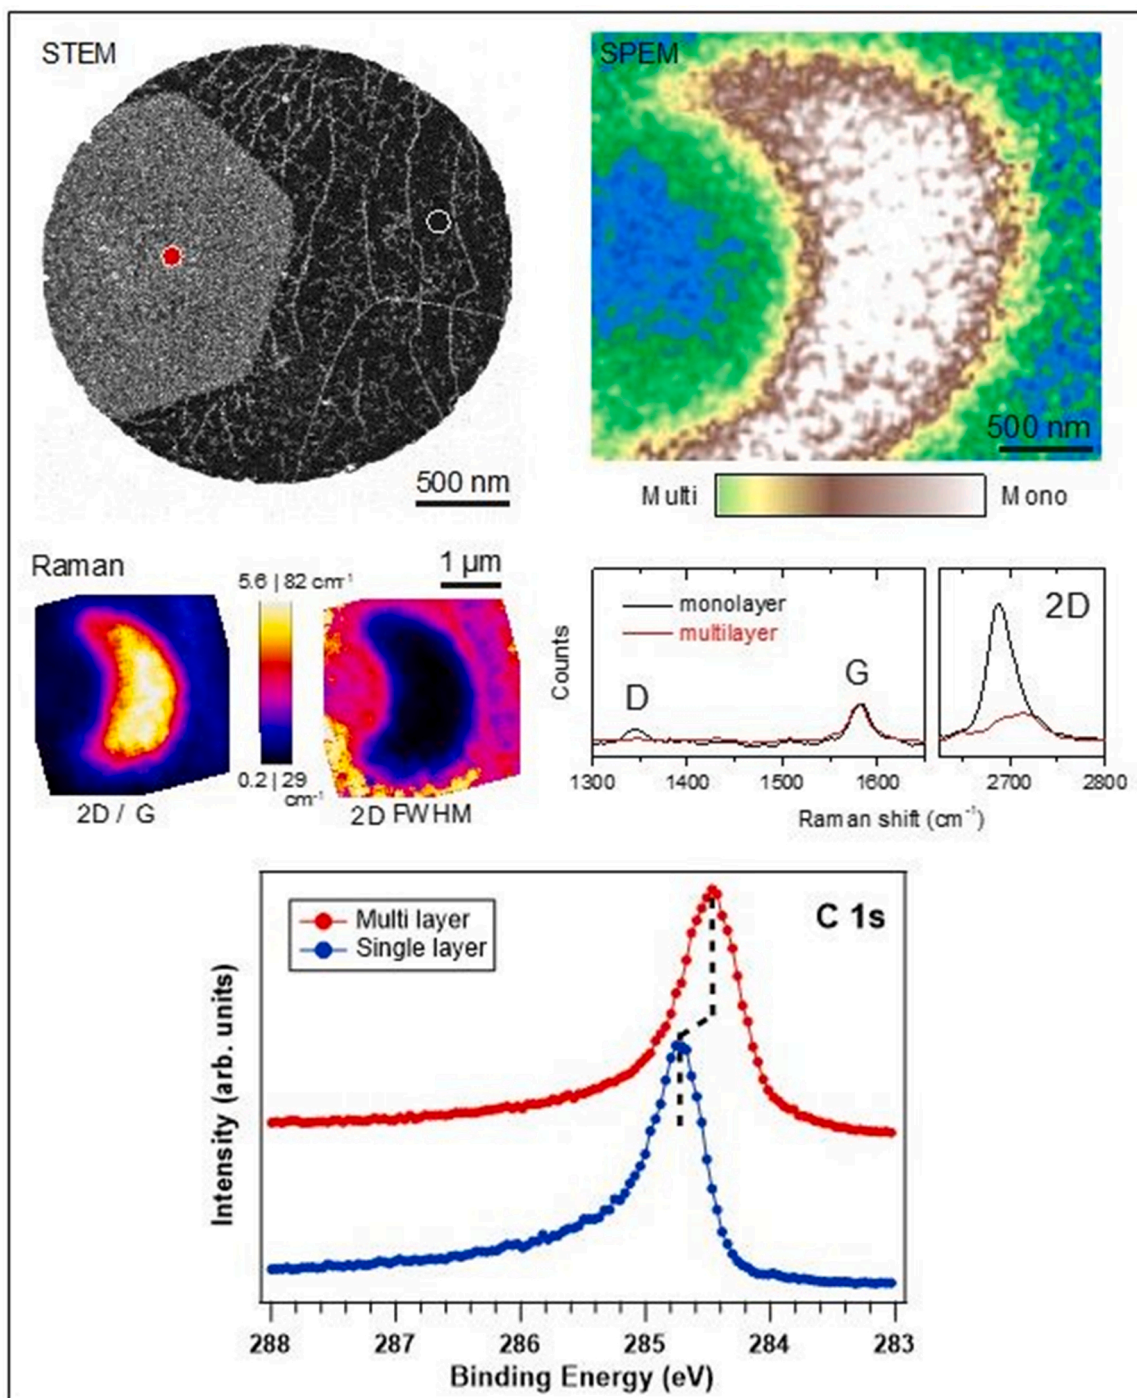 STEM
500 nm
SPEM
500 nm
Multi Mono
Raman
1 μm
5.6 | 82 cm⁻¹
0.2 | 29
cm⁻¹
2D / G
2D FWHM
monolayer
multilayer
Counts
D
G
2D
1300 1400 1500 1600 2700 2800
Raman shift (cm⁻¹)
Multi layer
Single layer
C 1s
Intensity (arb. units)
288 287 286 285 284 283
Binding Energy (eV)